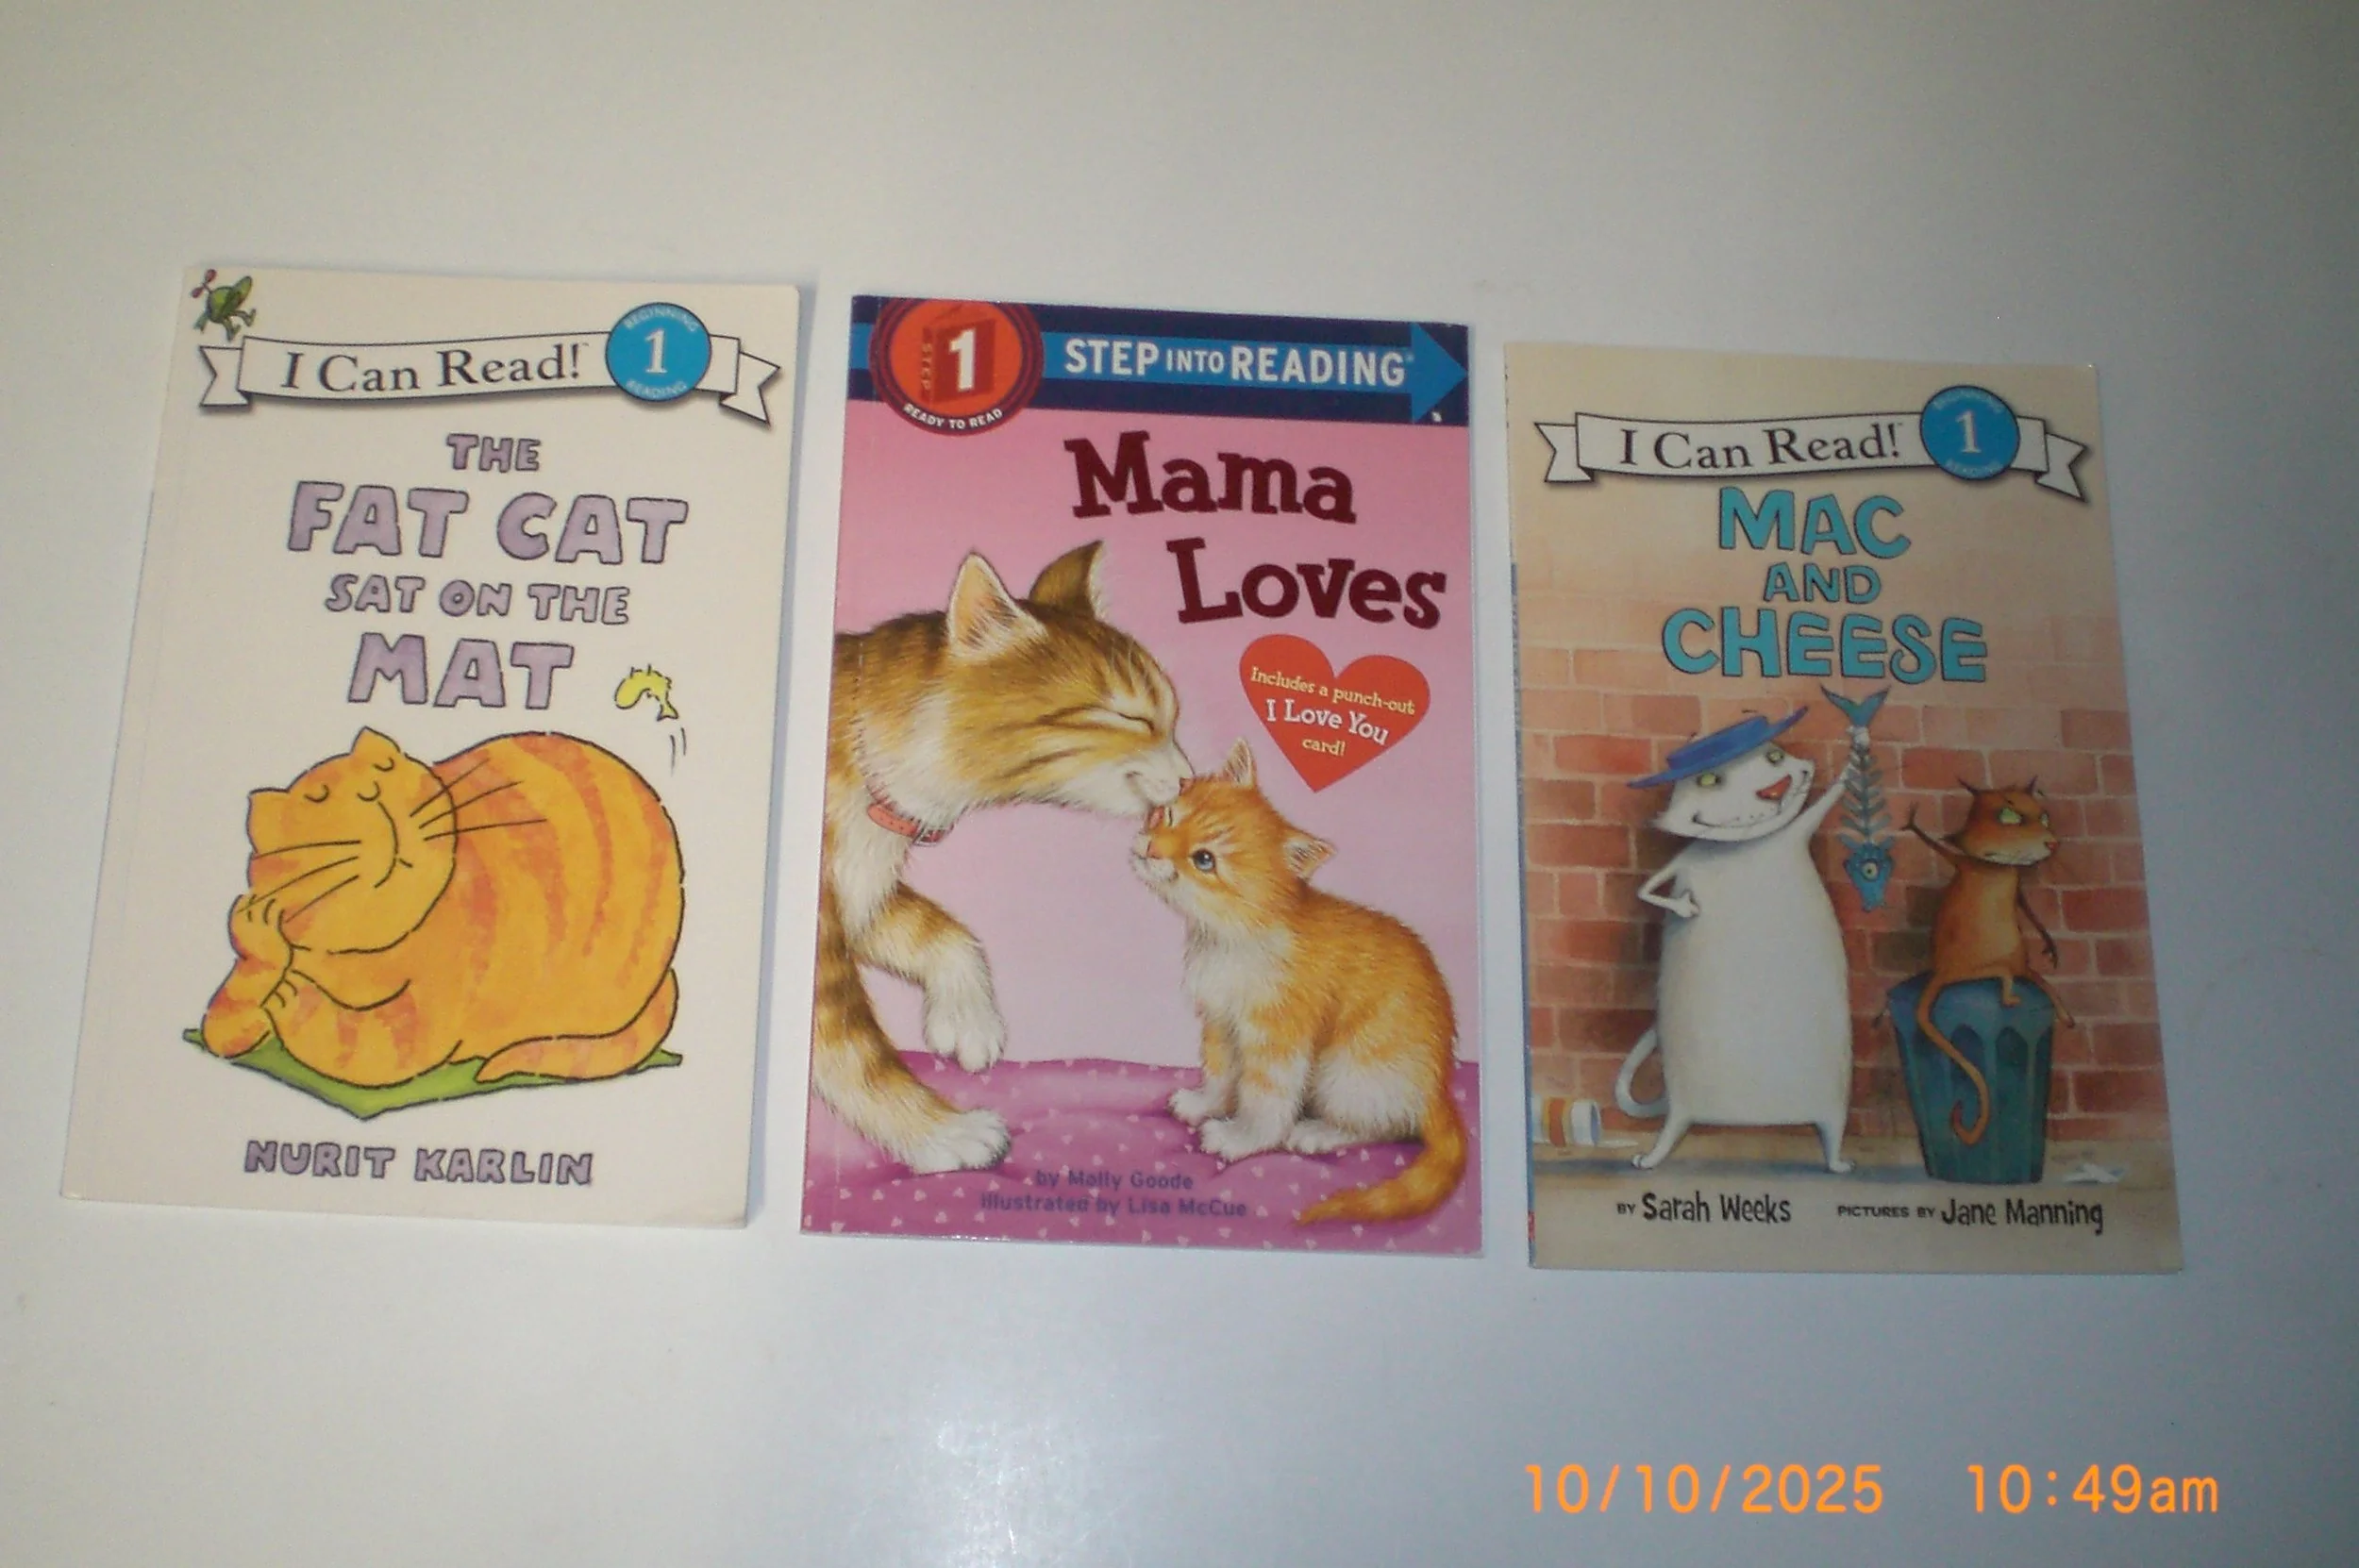 I Can Read!™
BEGINNING
1
READING
THE
FAT CAT
SAT ON THE
MAT
NURIT KARLIN
STEP 1
READY TO READ
STEP INTO READING®
Mama
Loves
Includes a punch-out
I Love You
card!
by Molly Goode
illustrated by Lisa McCue
I Can Read!™
BEGINNING
1
READING
MAC
AND
CHEESE
BY Sarah Weeks PICTURES BY Jane Manning
10/10/2025 10:49am